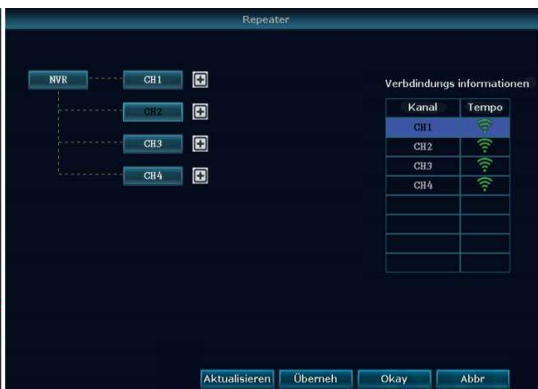 Repeater
NVR
CH1
CH2
CH3
CH4
Verbdindungs informationen
Kanal Tempo
CH1
CH2
CH3
CH4
Aktualisieren Überneh Okay Abbr